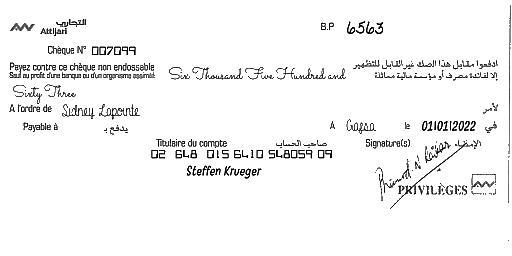 التجاري
Attijari
B.P 6563
Chèque N° 007099
Payez contre ce chèque non endossable
ادفعوا مقابل هذا الصك غير القابل للتظهير
Sauf au profit d'une banque ou d'un organisme assimilé
Six Thousand Five Hundred and
إلا لفائدة مصرف أو مؤسسة مالية مماثلة
Sixty Three
A l'ordre de Sidney Lapointe
لأمر
Payable à يدفع بـ
A Gafsa le 01/01/2022 في
Titulaire du compte صاحب الحساب
Signature(s) الإمضاء
02 648 015 6410 548059 09
Steffen Krueger
PRIVILÈGES